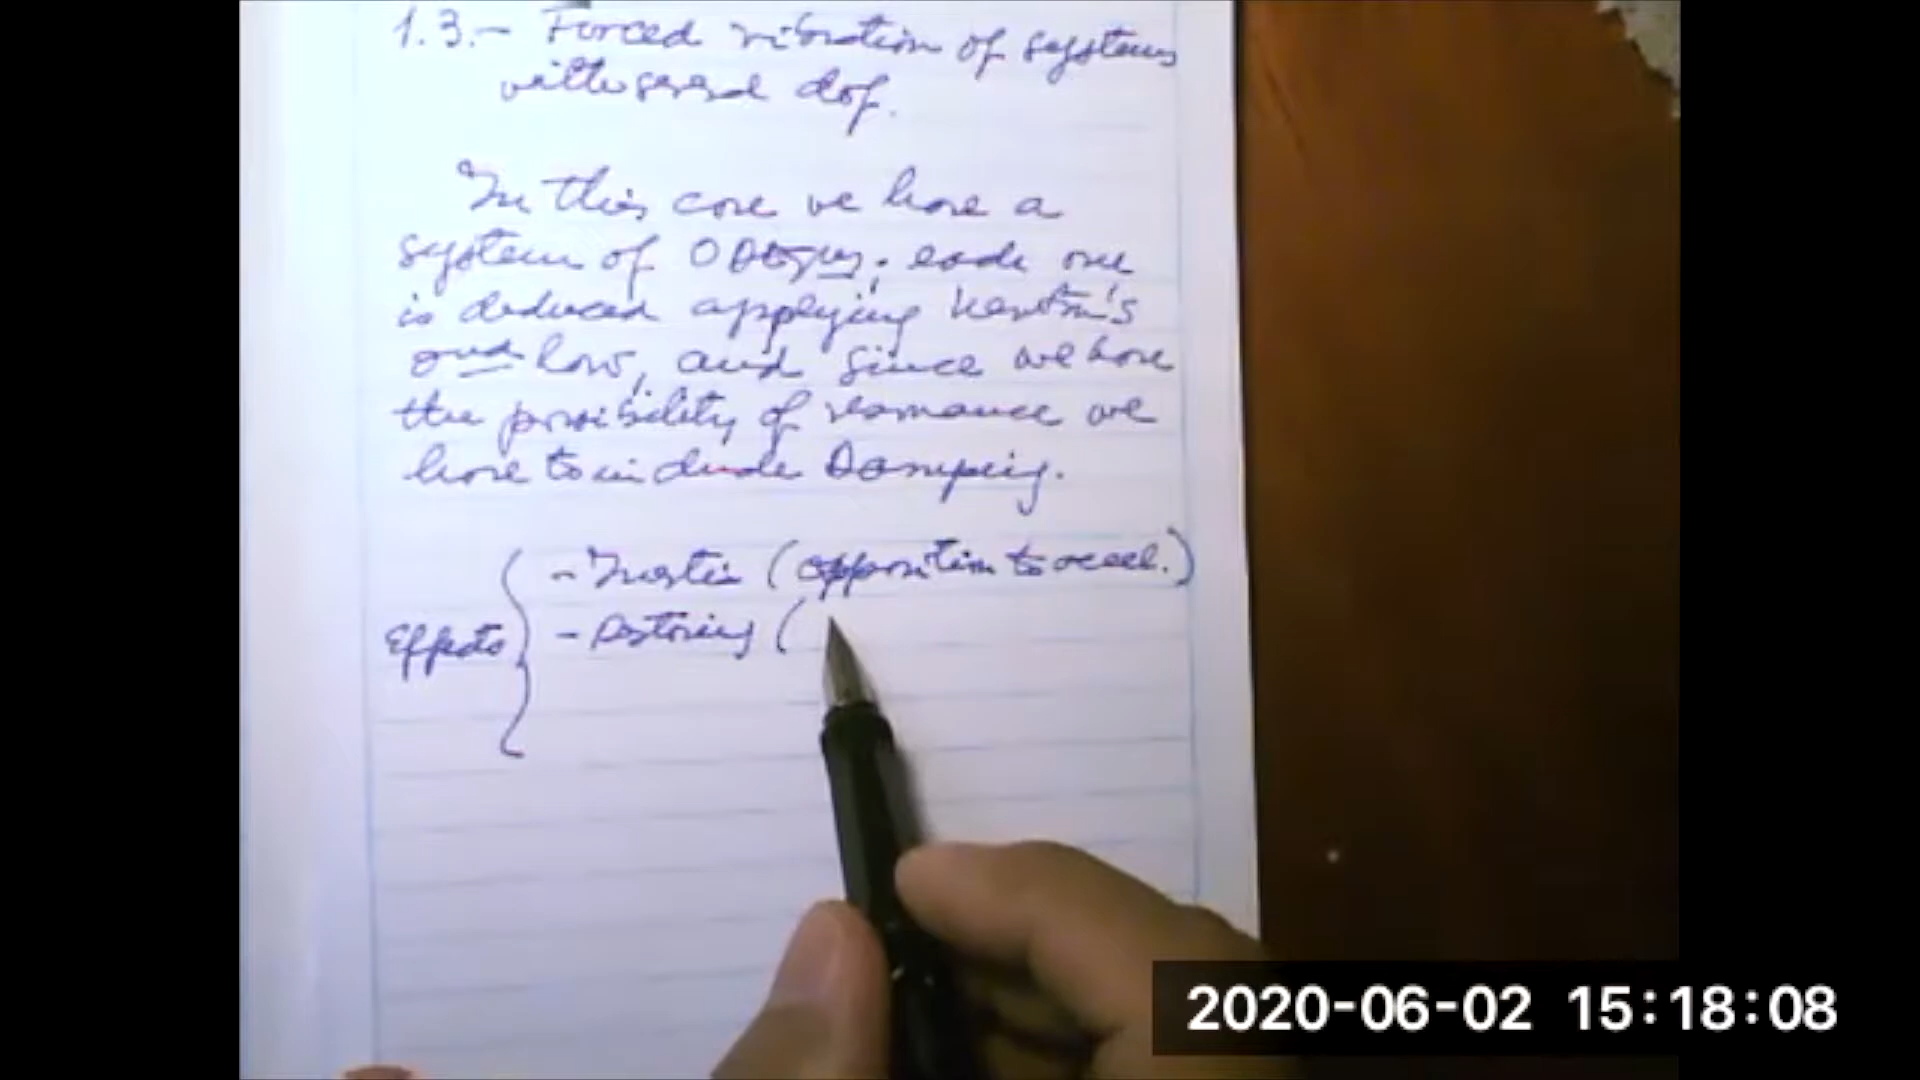 1.3.- Forced vibration of systems
with several dof.
In this case we have a
system of ODEqns; each one
is deduced applying Newton's
2nd law, and since we have
the possibility of resonance we
have to include Damping.
Effects
- Inertia (opposition to accel.)
- Restoring (
2020-06-02 15:18:08